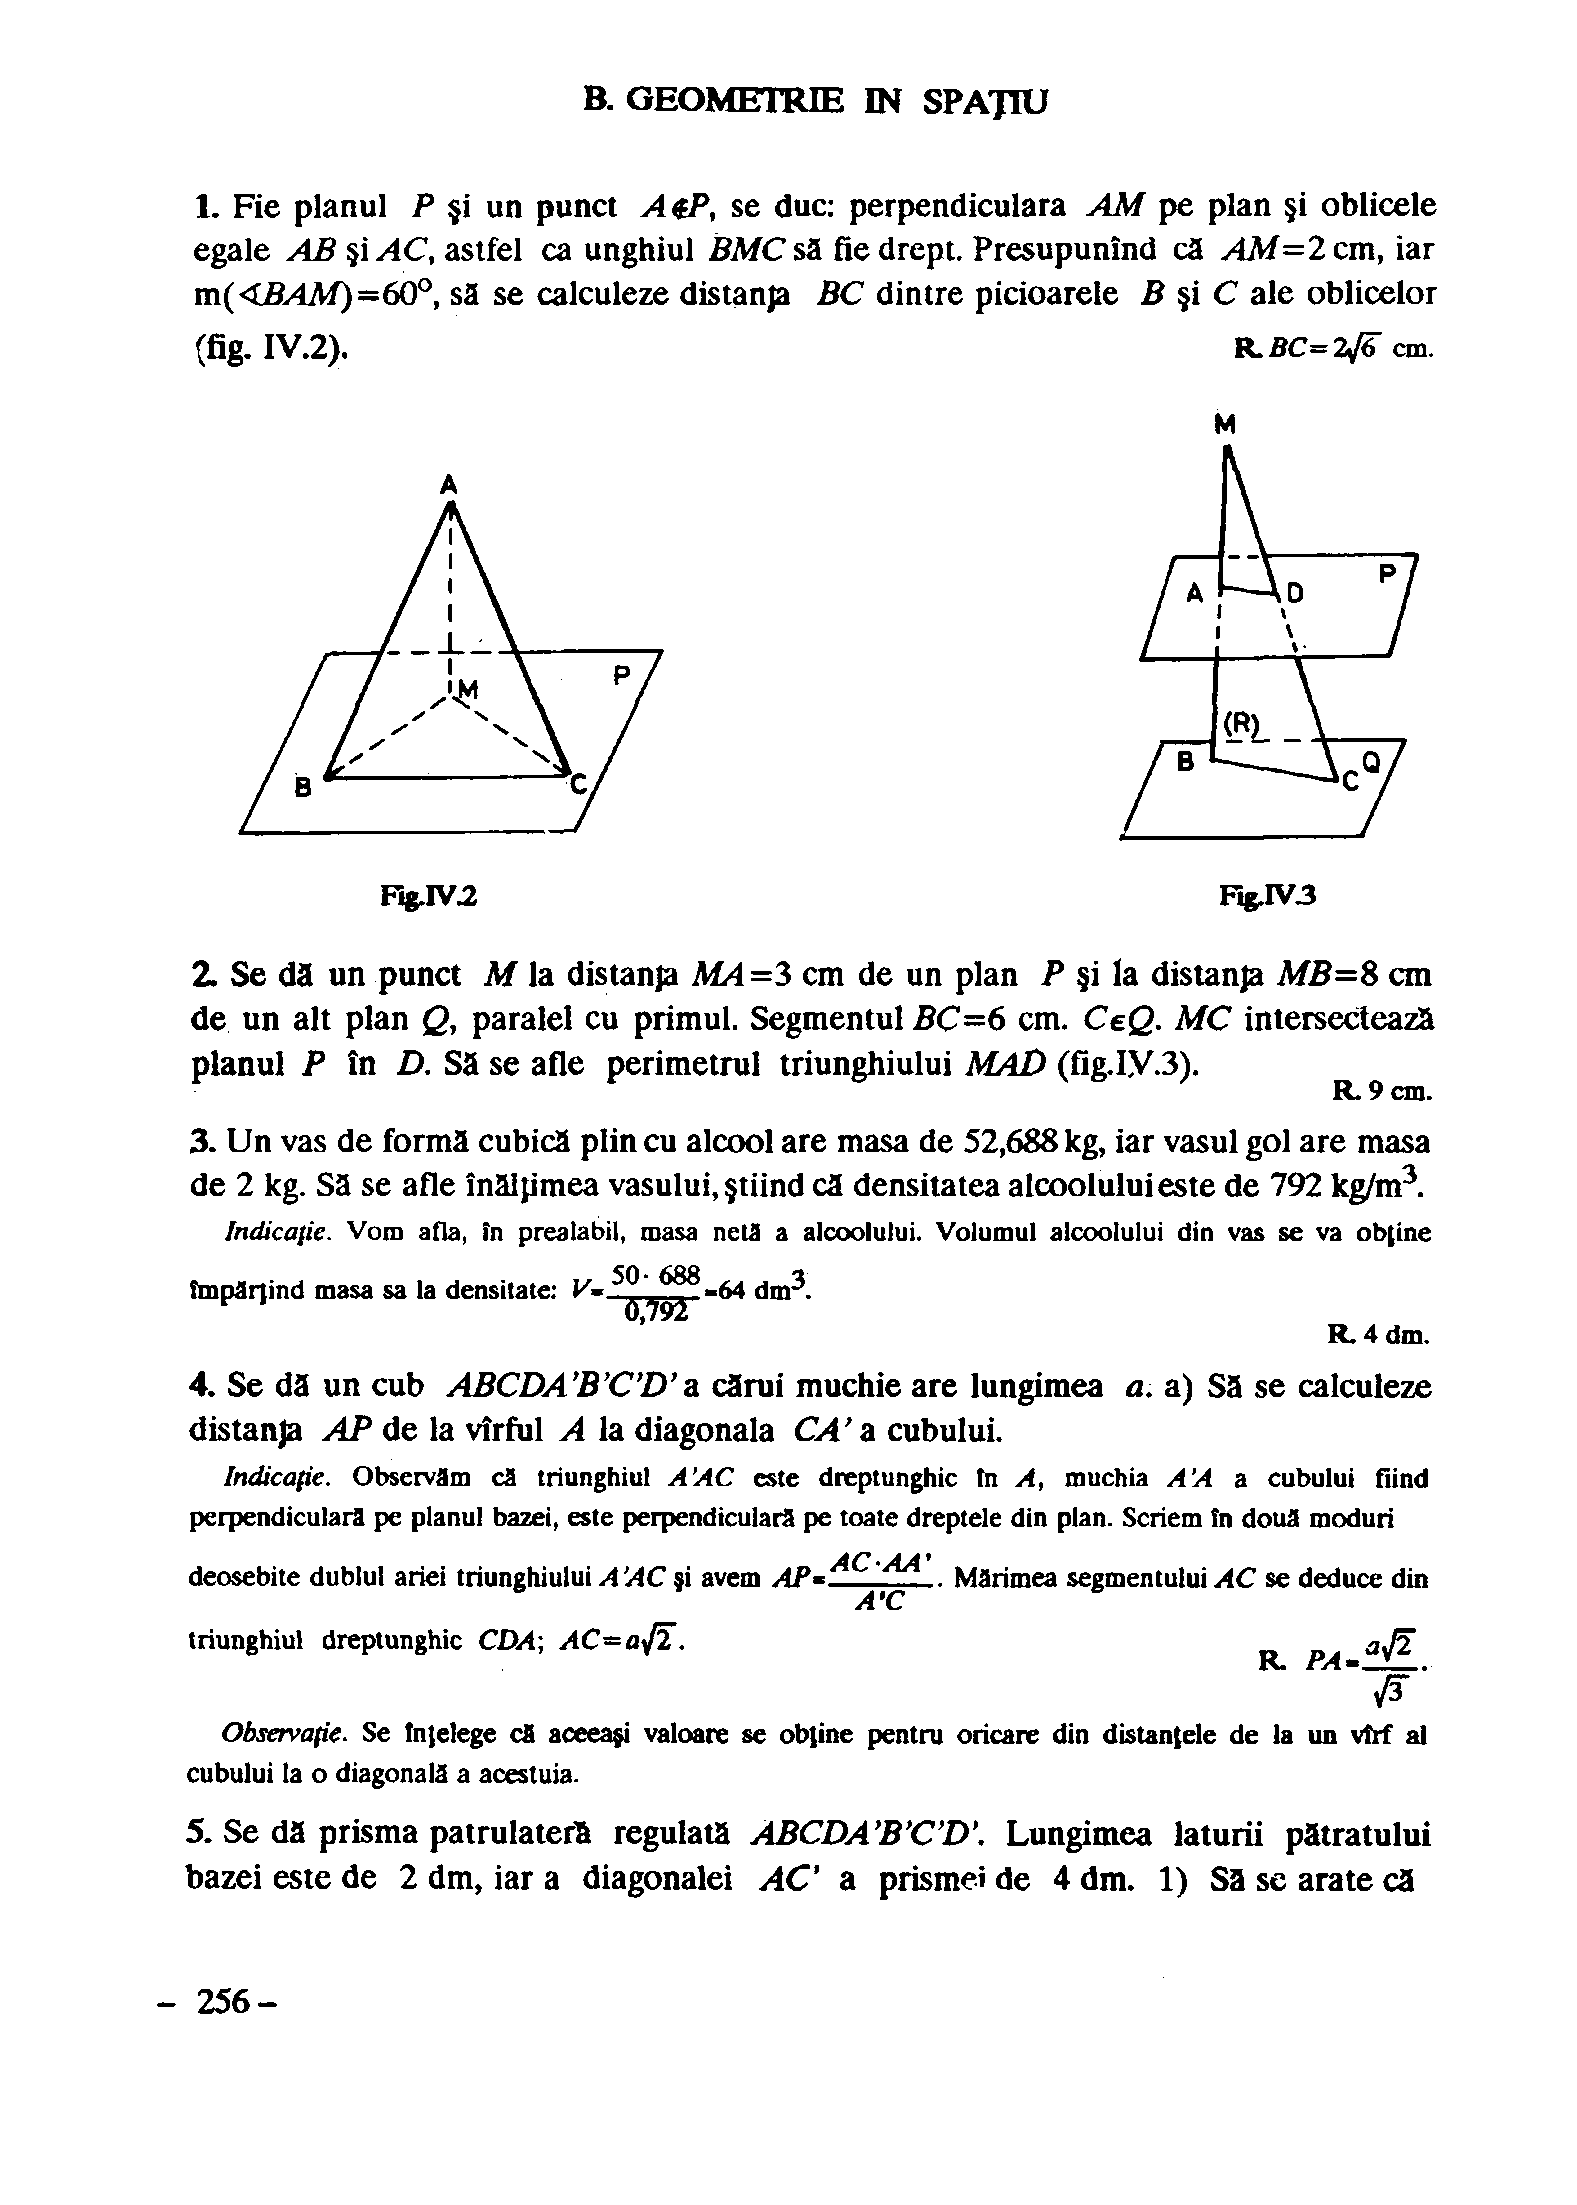 B. GEOMETRIE IN SPAŢIU
1. Fie planul P şi un punct A∉P, se duc: perpendiculara AM pe plan şi oblicele
egale AB şi AC, astfel ca unghiul BMC să fie drept. Presupunînd că AM=2 cm, iar
m(∢BAM)=60°, să se calculeze distanţa BC dintre picioarele B şi C ale oblicelor
(fig. IV.2).
R. BC=2√6 cm.
A
M
P
B
C
Fig.IV.2
M
A
D
P
(R)
B
C
Q
Fig.IV.3
2. Se dă un punct M la distanţa MA=3 cm de un plan P şi la distanţa MB=8 cm
de un alt plan Q, paralel cu primul. Segmentul BC=6 cm. C∈Q. MC intersectează
planul P în D. Să se afle perimetrul triunghiului MAD (fig.IV.3).
R. 9 cm.
3. Un vas de formă cubică plin cu alcool are masa de 52,688 kg, iar vasul gol are masa
de 2 kg. Să se afle înălţimea vasului, ştiind că densitatea alcoolului este de 792 kg/m³.
Indicaţie. Vom afla, în prealabil, masa netă a alcoolului. Volumul alcoolului din vas se va obţine
împărţind masa sa la densitate: V=50· 688/0,792=64 dm³.
R. 4 dm.
4. Se dă un cub ABCDA'B'C'D' a cărui muchie are lungimea a. a) Să se calculeze
distanţa AP de la vîrful A la diagonala CA' a cubului.
Indicaţie. Observăm că triunghiul A'AC este dreptunghic în A, muchia A'A a cubului fiind
perpendiculară pe planul bazei, este perpendiculară pe toate dreptele din plan. Scriem în două moduri
deosebite dublul ariei triunghiului A'AC şi avem AP=AC·AA'/A'C. Mărimea segmentului AC se deduce din
triunghiul dreptunghic CDA; AC=a√2.
R. PA=a√2/√3.
Observaţie. Se înţelege că aceeaşi valoare se obţine pentru oricare din distanţele de la un vîrf al
cubului la o diagonală a acestuia.
5. Se dă prisma patrulateră regulată ABCDA'B'C'D'. Lungimea laturii pătratului
bazei este de 2 dm, iar a diagonalei AC' a prismei de 4 dm. 1) Să se arate că
- 256 -